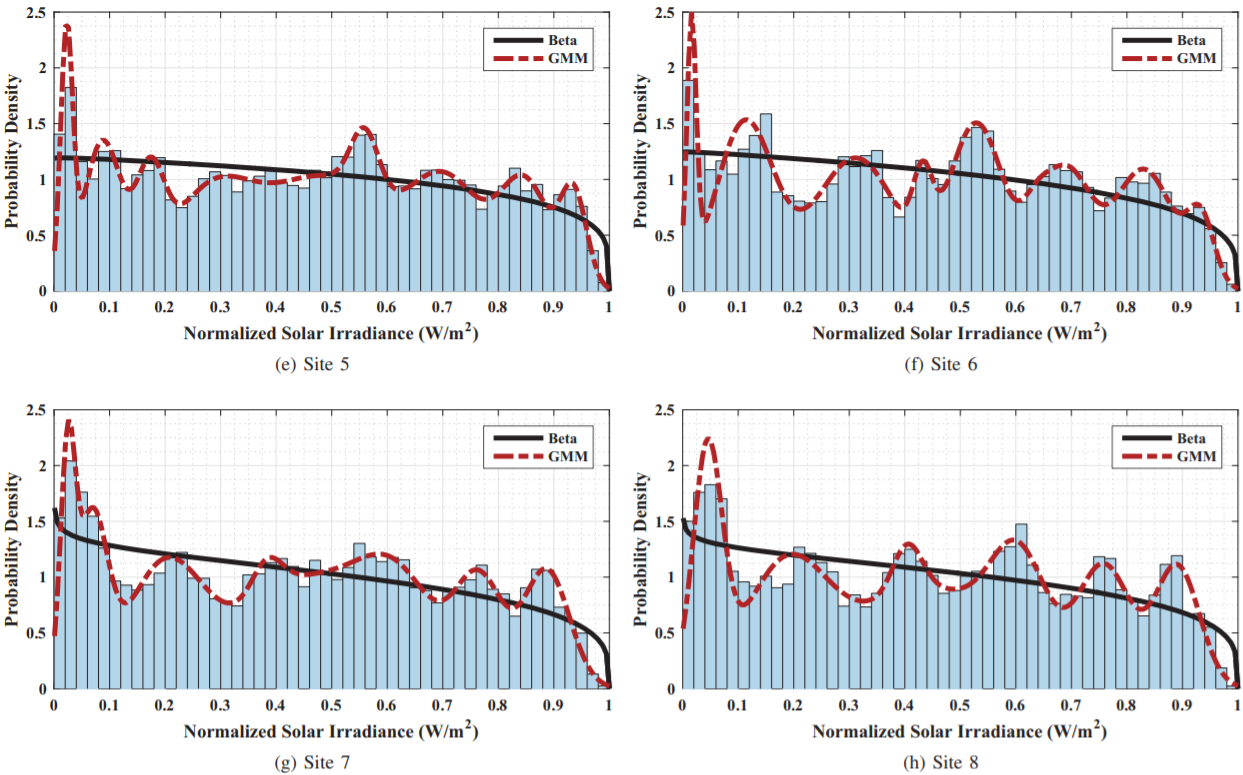 2.5
2
1.5
1
0.5
0
Probability Density
Beta
GMM
0 0.1 0.2 0.3 0.4 0.5 0.6 0.7 0.8 0.9 1
Normalized Solar Irradiance (W/m²)
(e) Site 5
2.5
2
1.5
1
0.5
0
Probability Density
Beta
GMM
0 0.1 0.2 0.3 0.4 0.5 0.6 0.7 0.8 0.9 1
Normalized Solar Irradiance (W/m²)
(f) Site 6
2.5
2
1.5
1
0.5
0
Probability Density
Beta
GMM
0 0.1 0.2 0.3 0.4 0.5 0.6 0.7 0.8 0.9 1
Normalized Solar Irradiance (W/m²)
(g) Site 7
2.5
2
1.5
1
0.5
0
Probability Density
Beta
GMM
0 0.1 0.2 0.3 0.4 0.5 0.6 0.7 0.8 0.9 1
Normalized Solar Irradiance (W/m²)
(h) Site 8